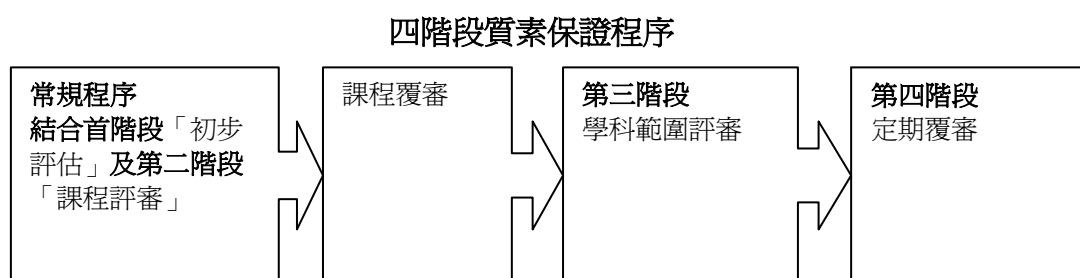 四階段質素保證程序
常規程序
結合首階段「初步
評估」及第二階段
「課程評審」
課程覆審
第三階段
學科範圍評審
第四階段
定期覆審